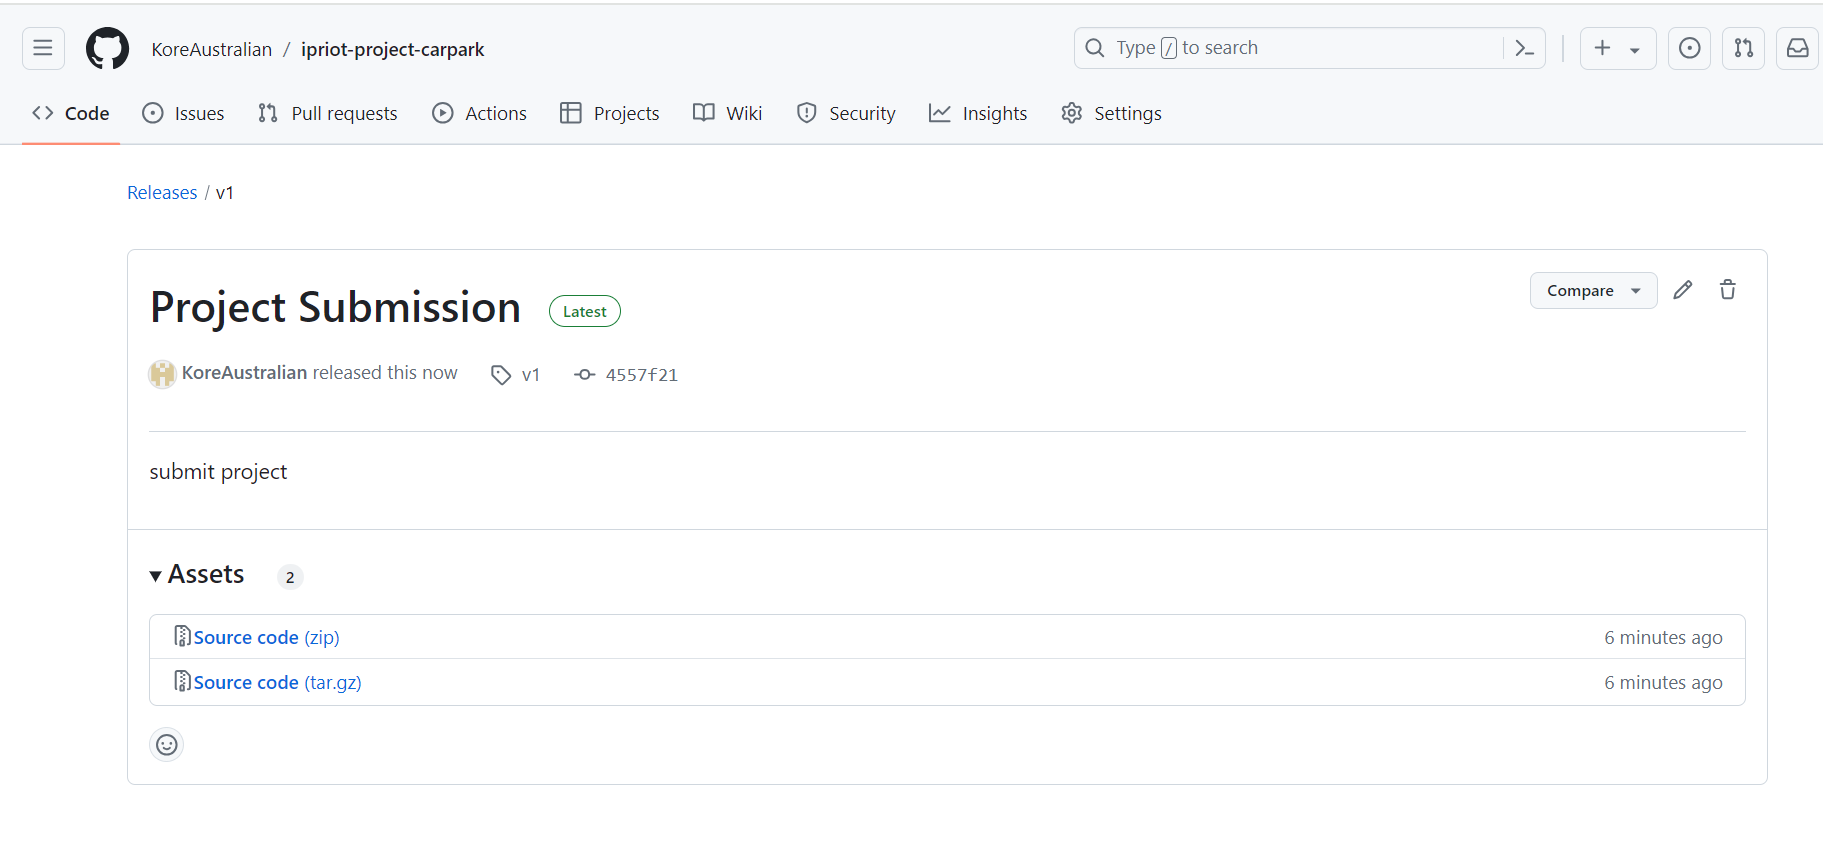 KoreAustralian / ipriot-project-carpark
Type / to search
Code Issues Pull requests Actions Projects Wiki Security Insights Settings
Releases / v1
Project Submission Latest
Compare
KoreAustralian released this now v1 4557f21
submit project
Assets 2
Source code (zip) 6 minutes ago
Source code (tar.gz) 6 minutes ago